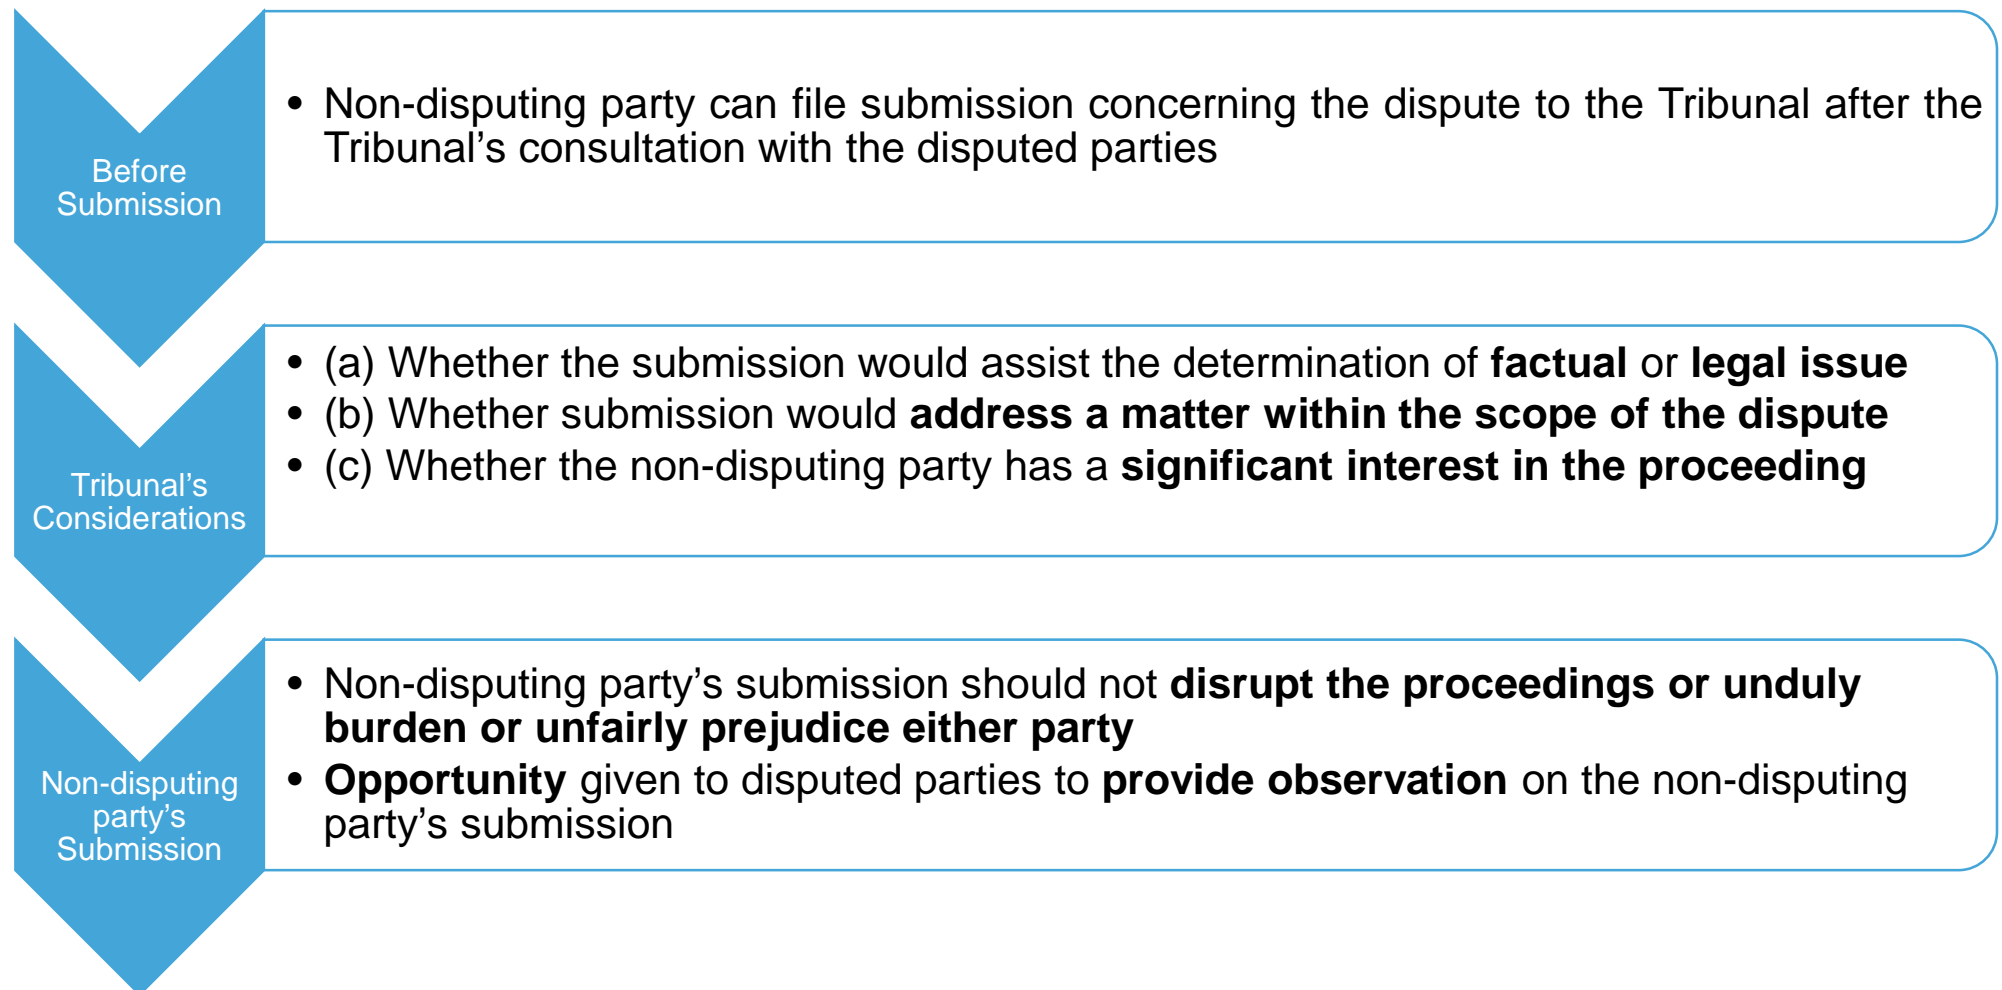 Before
Submission
• Non-disputing party can file submission concerning the dispute to the Tribunal after the
Tribunal’s consultation with the disputed parties
Tribunal’s
Considerations
• (a) Whether the submission would assist the determination of factual or legal issue
• (b) Whether submission would address a matter within the scope of the dispute
• (c) Whether the non-disputing party has a significant interest in the proceeding
Non-disputing
party’s
Submission
• Non-disputing party’s submission should not disrupt the proceedings or unduly
burden or unfairly prejudice either party
• Opportunity given to disputed parties to provide observation on the non-disputing
party’s submission